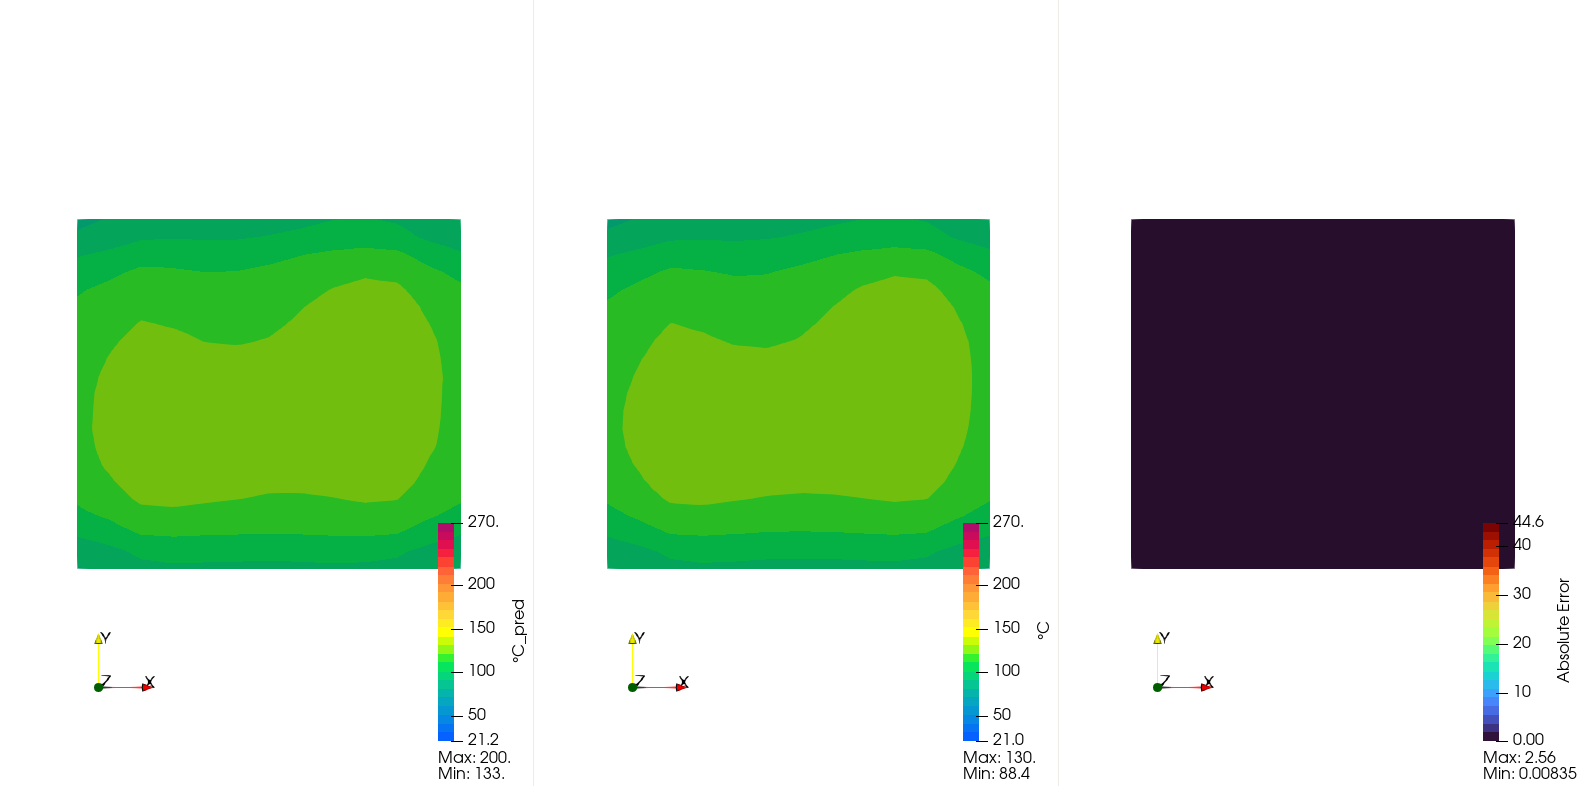 270.
200
150
100
50
21.2
°C_pred
Max: 200.
Min: 133.
Y
Z
X
270.
200
150
100
50
21.0
°C
Max: 130.
Min: 88.4
Y
Z
X
44.6
40
30
20
10
0.00
Absolute Error
Max: 2.56
Min: 0.00835
Y
Z
X